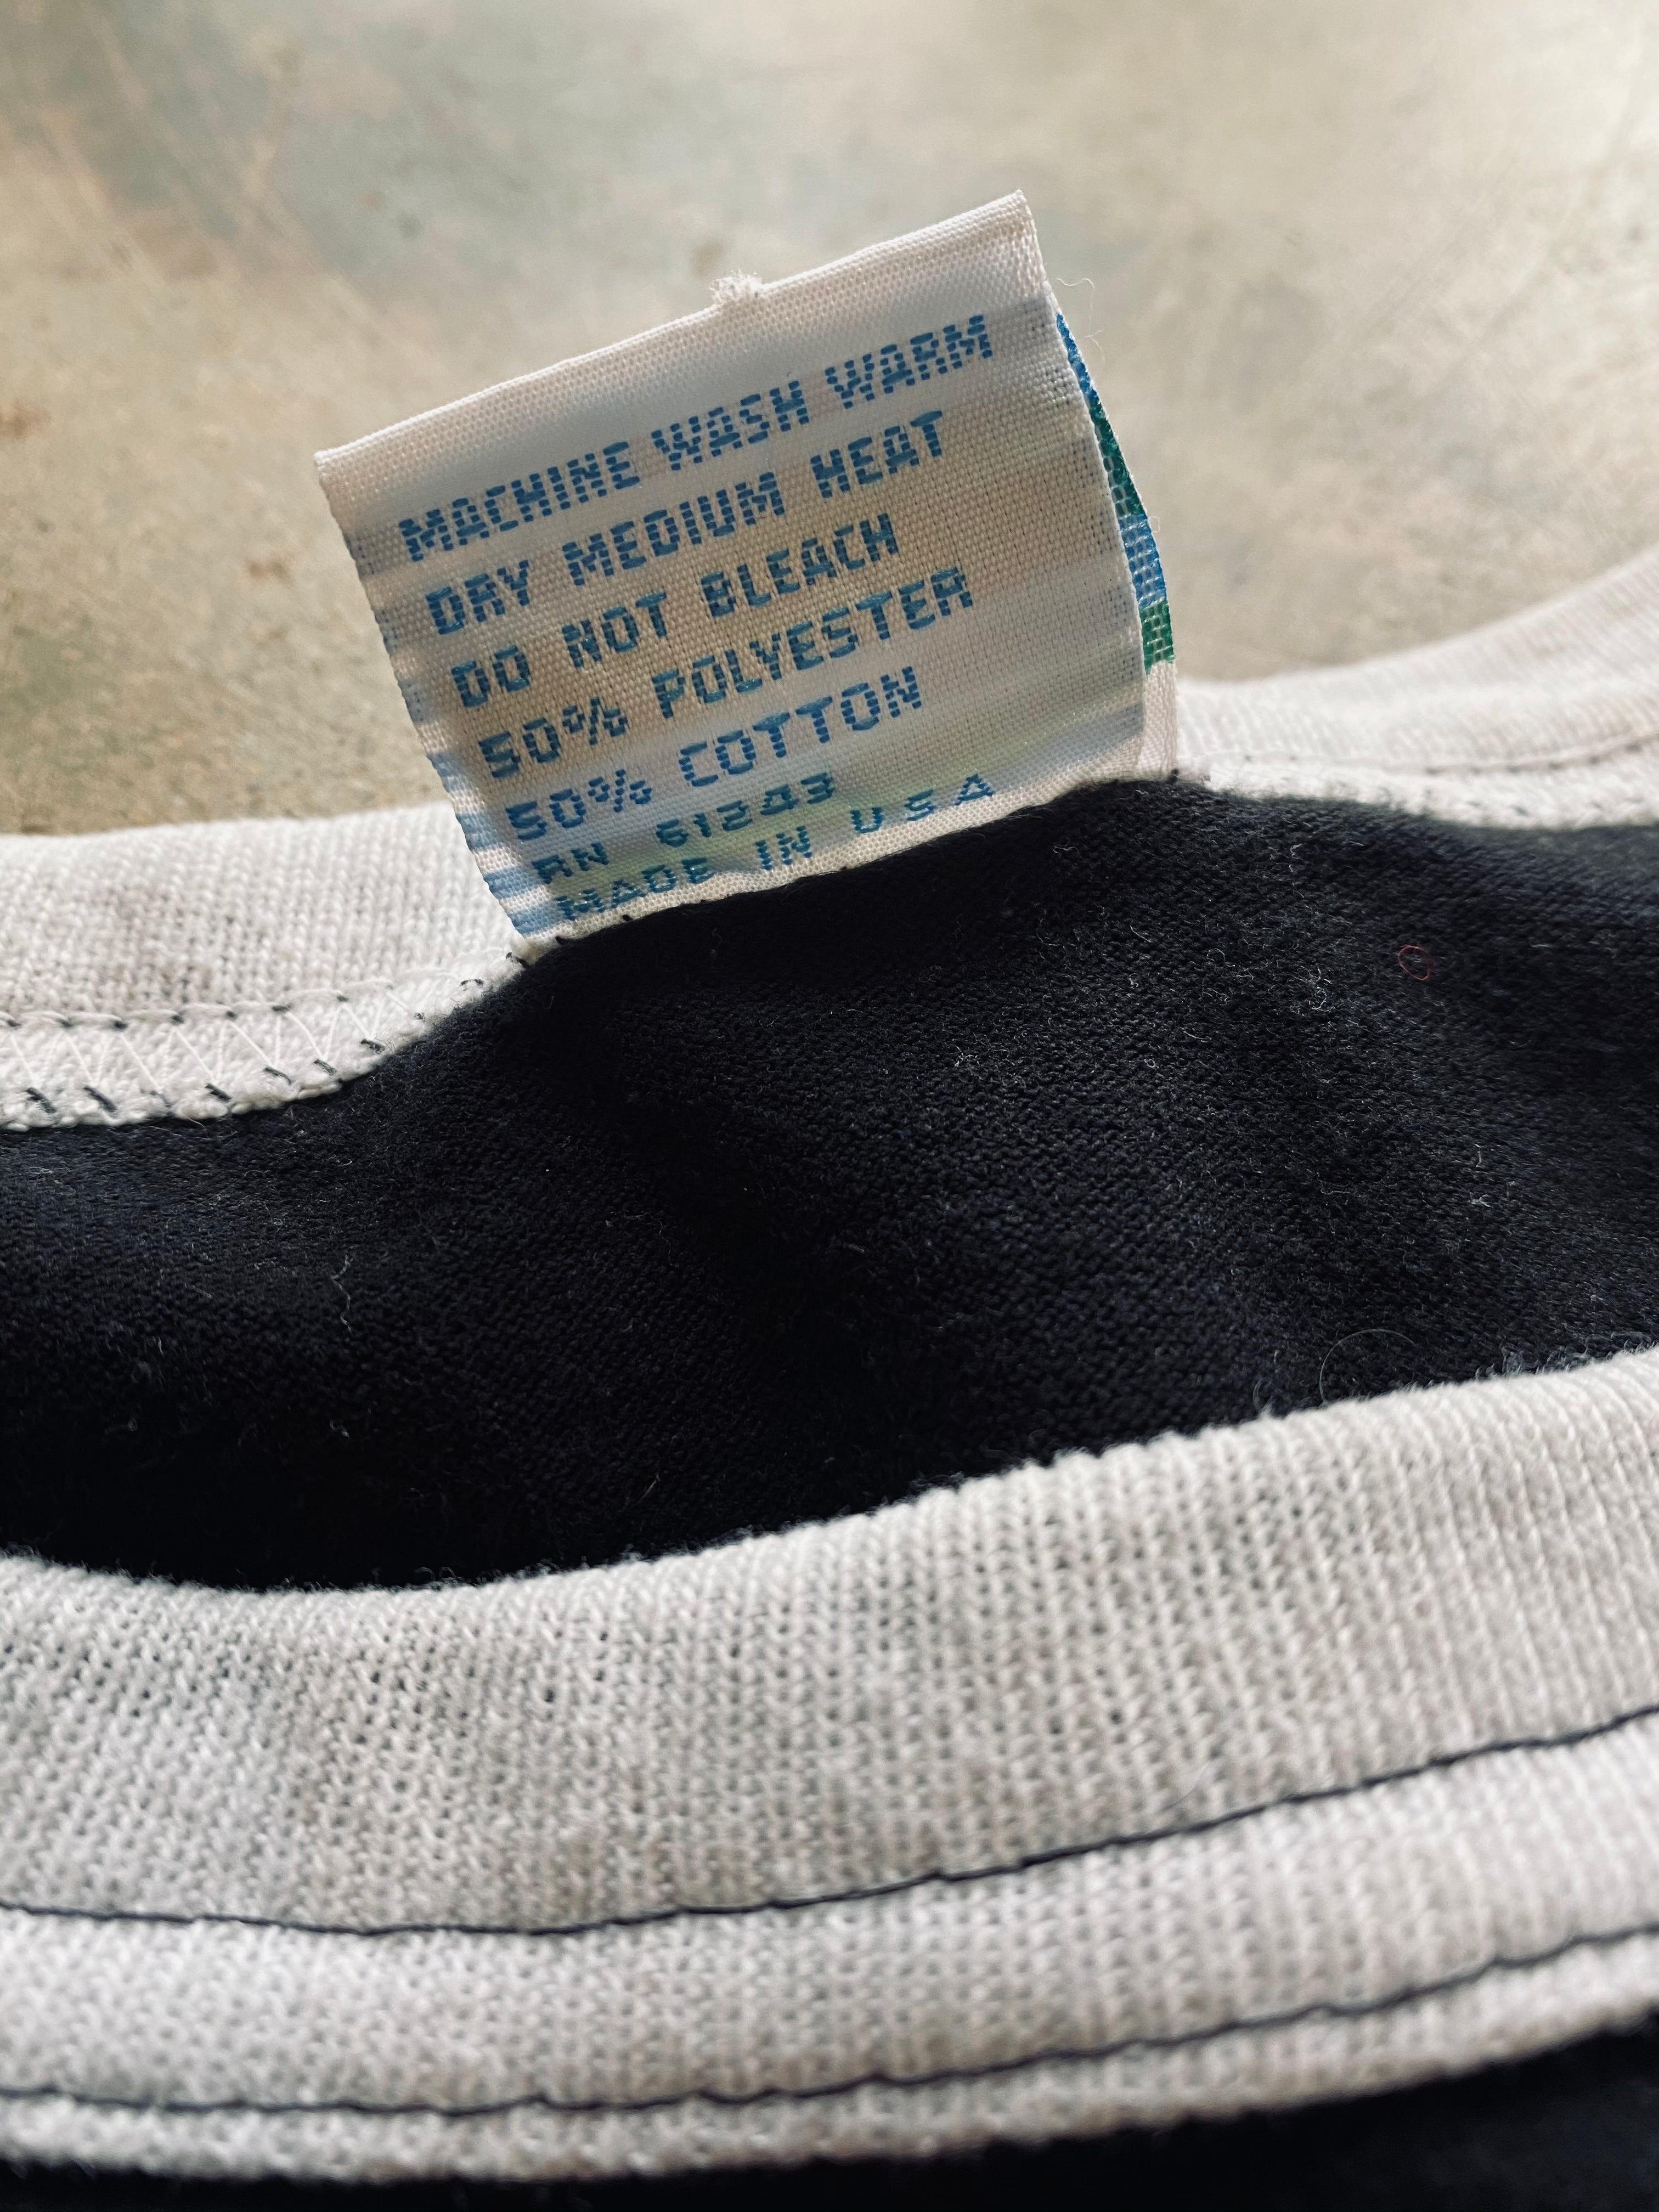 MACHINE WASH WARM
DRY MEDIUM HEAT
DO NOT BLEACH
50% POLYESTER
50% COTTON
RN 61243
MADE IN USA